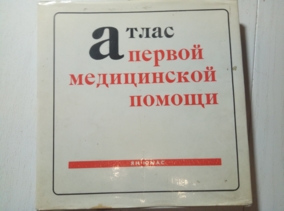 атлас
первой
медицинской
помощи